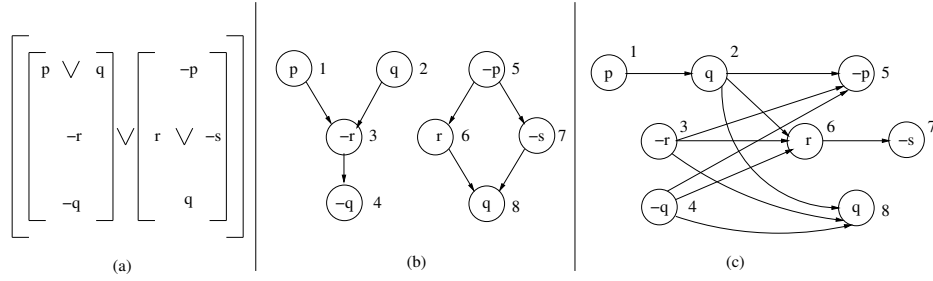 p ∨ q
−r
−q
∨
−p
r ∨ −s
q
(a)
p 1
q 2
−r 3
−q 4
−p 5
r 6
−s 7
q 8
(b)
p 1
q 2
−r 3
−q 4
−p 5
r 6
−s 7
q 8
(c)